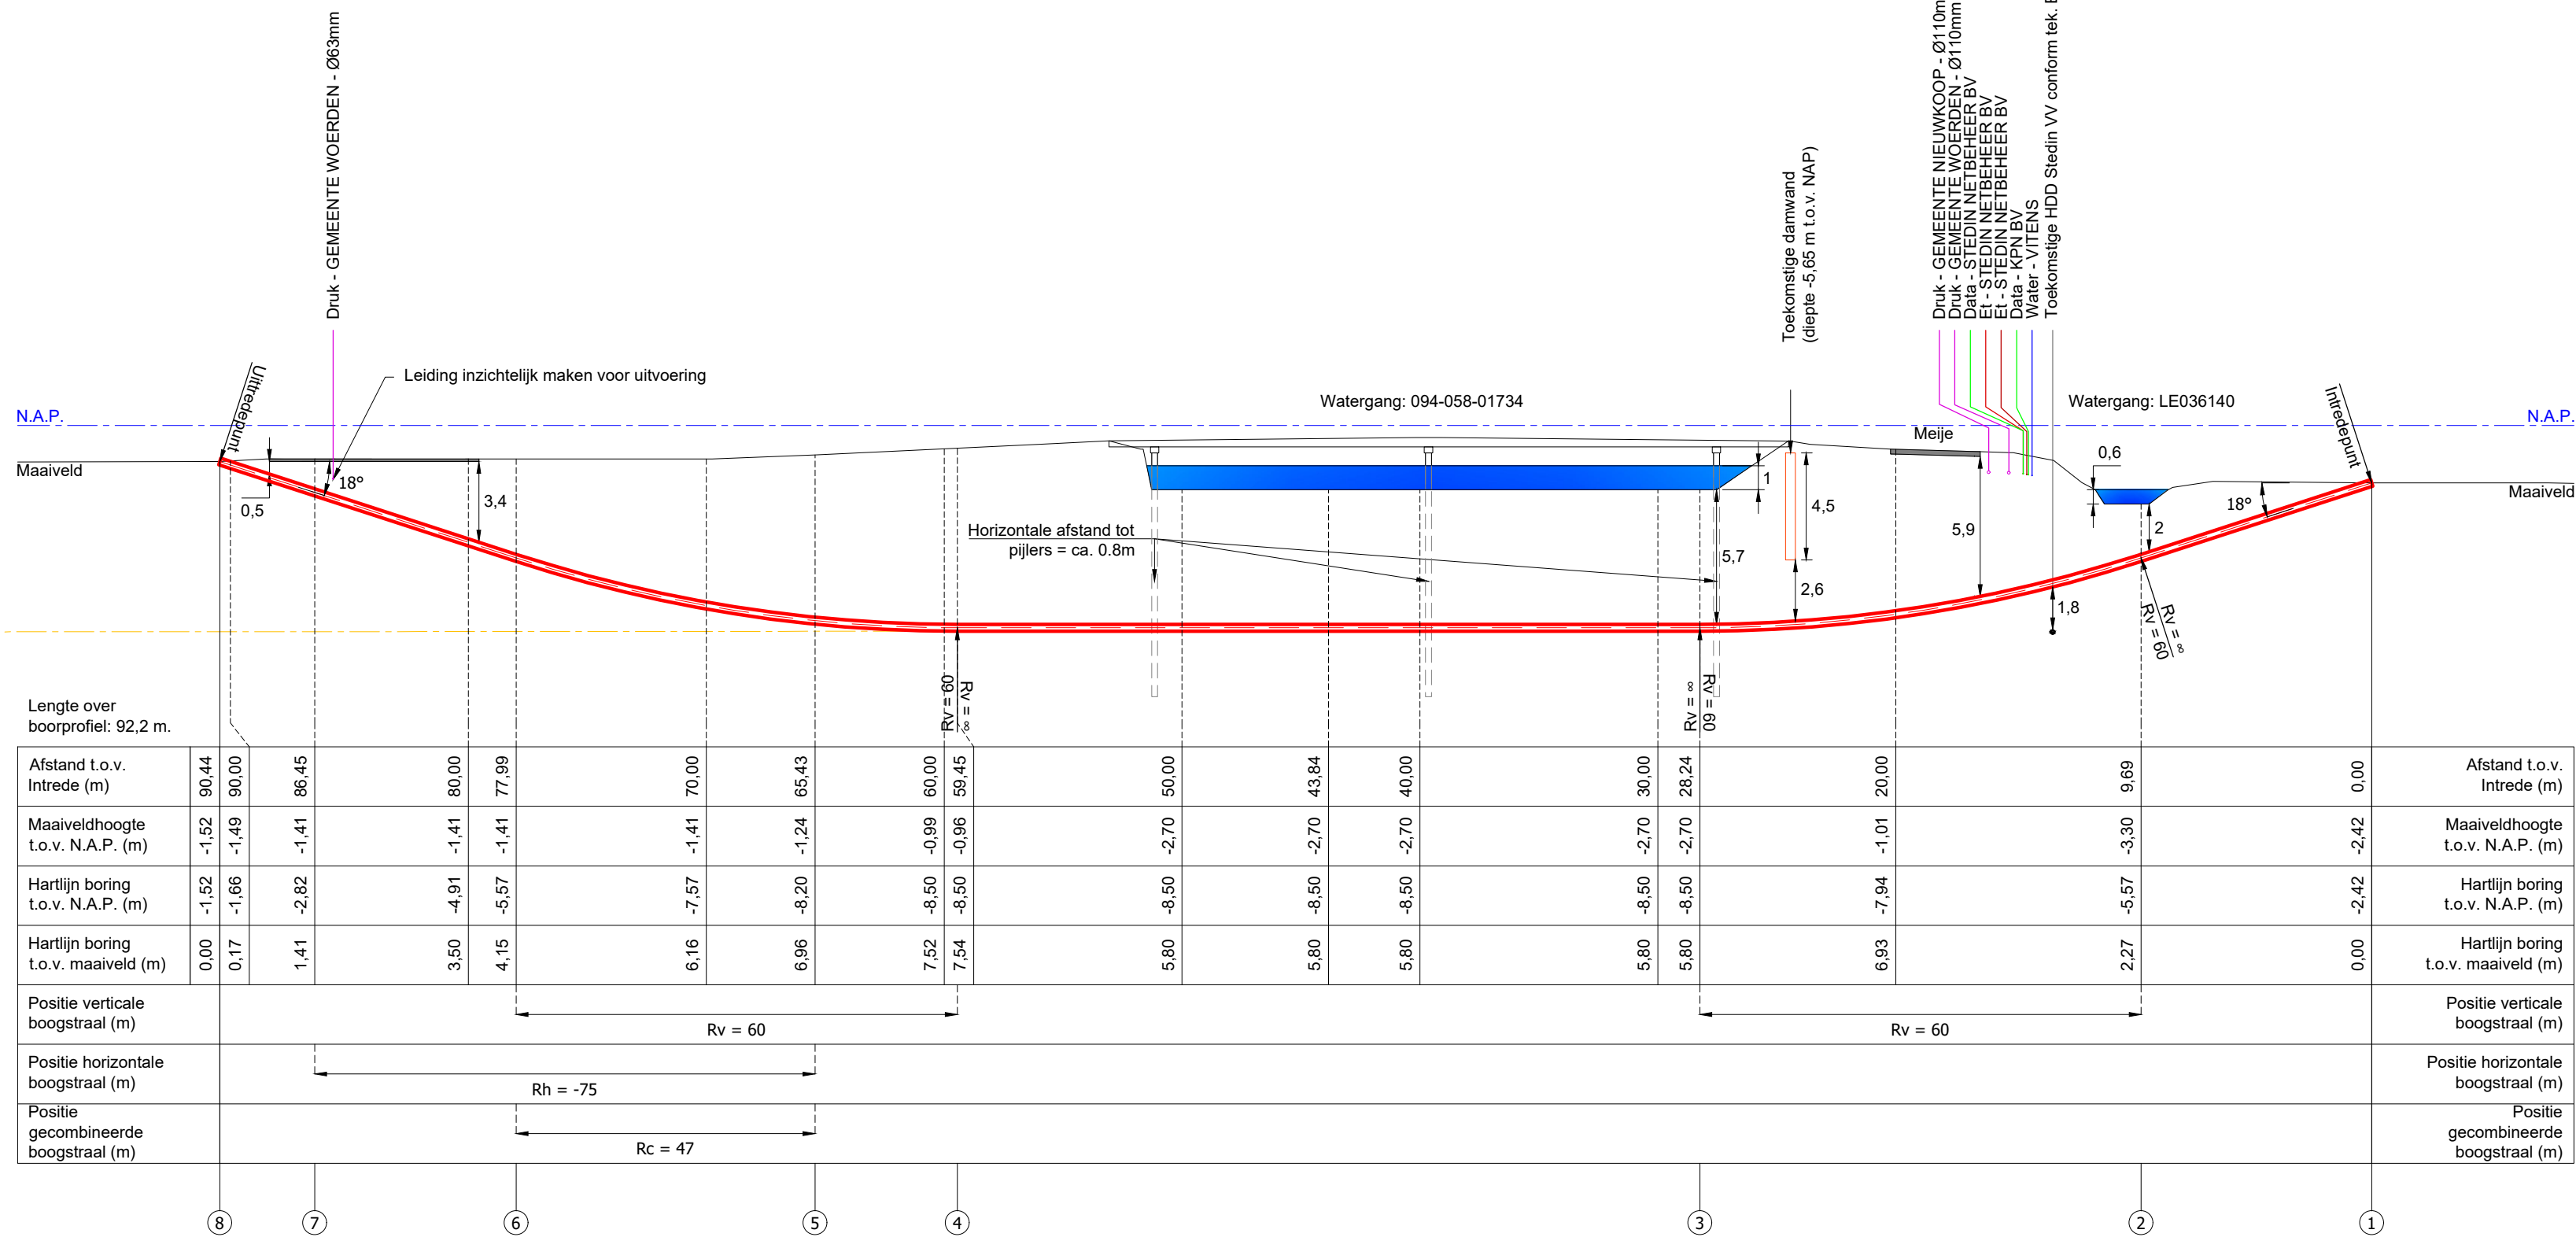 Druk - GEMEENTE WOERDEN - Ø63mm
Druk - GEMEENTE NIEUWKOOP - Ø110m
Druk - GEMEENTE WOERDEN - Ø110mm
Data - STEDIN NETBEHEER BV
Et - STEDIN NETBEHEER BV
Et - STEDIN NETBEHEER BV
Data - KPN BV
Water - VITENS
Toekomstige HDD Stedin VV conform tek.
Toekomstige damwand
(diepte -5,65 m t.o.v. NAP)
Uittredepunt
Leiding inzichtelijk maken voor uitvoering
Watergang: 094-058-01734
Watergang: LE036140
Intredepunt
N.A.P.
N.A.P.
Meije
Maaiveld
Maaiveld
18°
0,5
3,4
Horizontale afstand tot
pijlers = ca. 0.8m
1
4,5
5,7
2,6
5,9
1,8
0,6
2
18°
Rv = 60
Rv = ∞
Rv = ∞
Rv = 60
Rv = 60
Rv = ∞
Lengte over
boorprofiel: 92,2 m.
Afstand t.o.v.
Intrede (m)
90,44 90,00 86,45 80,00 77,99 70,00 65,43 60,00 59,45 50,00 43,84 40,00 30,00 28,24 20,00 9,69 0,00
Afstand t.o.v.
Intrede (m)
Maaiveldhoogte
t.o.v. N.A.P. (m)
-1,52 -1,49 -1,41 -1,41 -1,41 -1,41 -1,24 -0,99 -0,96 -2,70 -2,70 -2,70 -2,70 -2,70 -1,01 -3,30 -2,42
Maaiveldhoogte
t.o.v. N.A.P. (m)
Hartlijn boring
t.o.v. N.A.P. (m)
-1,52 -1,66 -2,82 -4,91 -5,57 -7,57 -8,20 -8,50 -8,50 -8,50 -8,50 -8,50 -8,50 -8,50 -7,94 -5,57 -2,42
Hartlijn boring
t.o.v. N.A.P. (m)
Hartlijn boring
t.o.v. maaiveld (m)
0,00 0,17 1,41 3,50 4,15 6,16 6,96 7,52 7,54 5,80 5,80 5,80 5,80 5,80 6,93 2,27 0,00
Hartlijn boring
t.o.v. maaiveld (m)
Positie verticale
boogstraal (m)
Rv = 60
Rv = 60
Positie verticale
boogstraal (m)
Positie horizontale
boogstraal (m)
Rh = -75
Positie horizontale
boogstraal (m)
Positie
gecombineerde
boogstraal (m)
Rc = 47
Positie
gecombineerde
boogstraal (m)
8 7 6 5 4 3 2 1